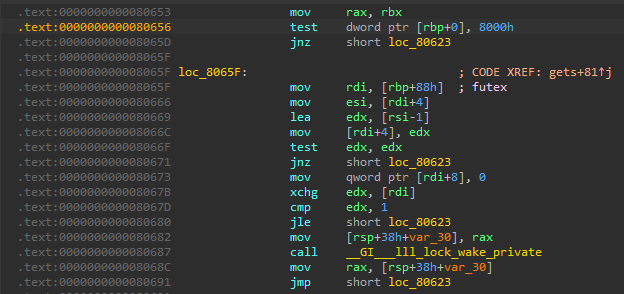 .text:0000000000080653 mov rax, rbx
.text:0000000000080656 test dword ptr [rbp+0], 8000h
.text:000000000008065D jnz short loc_80623
.text:000000000008065F
.text:000000000008065F loc_8065F: ; CODE XREF: gets+81↑j
.text:000000000008065F mov rdi, [rbp+88h] ; futex
.text:0000000000080666 mov esi, [rdi+4]
.text:0000000000080669 lea edx, [rsi-1]
.text:000000000008066C mov [rdi+4], edx
.text:000000000008066F test edx, edx
.text:0000000000080671 jnz short loc_80623
.text:0000000000080673 mov qword ptr [rdi+8], 0
.text:000000000008067B xchg edx, [rdi]
.text:000000000008067D cmp edx, 1
.text:0000000000080680 jle short loc_80623
.text:0000000000080682 mov [rsp+38h+var_30], rax
.text:0000000000080687 call __GI___lll_lock_wake_private
.text:000000000008068C mov rax, [rsp+38h+var_30]
.text:0000000000080691 jmp short loc_80623